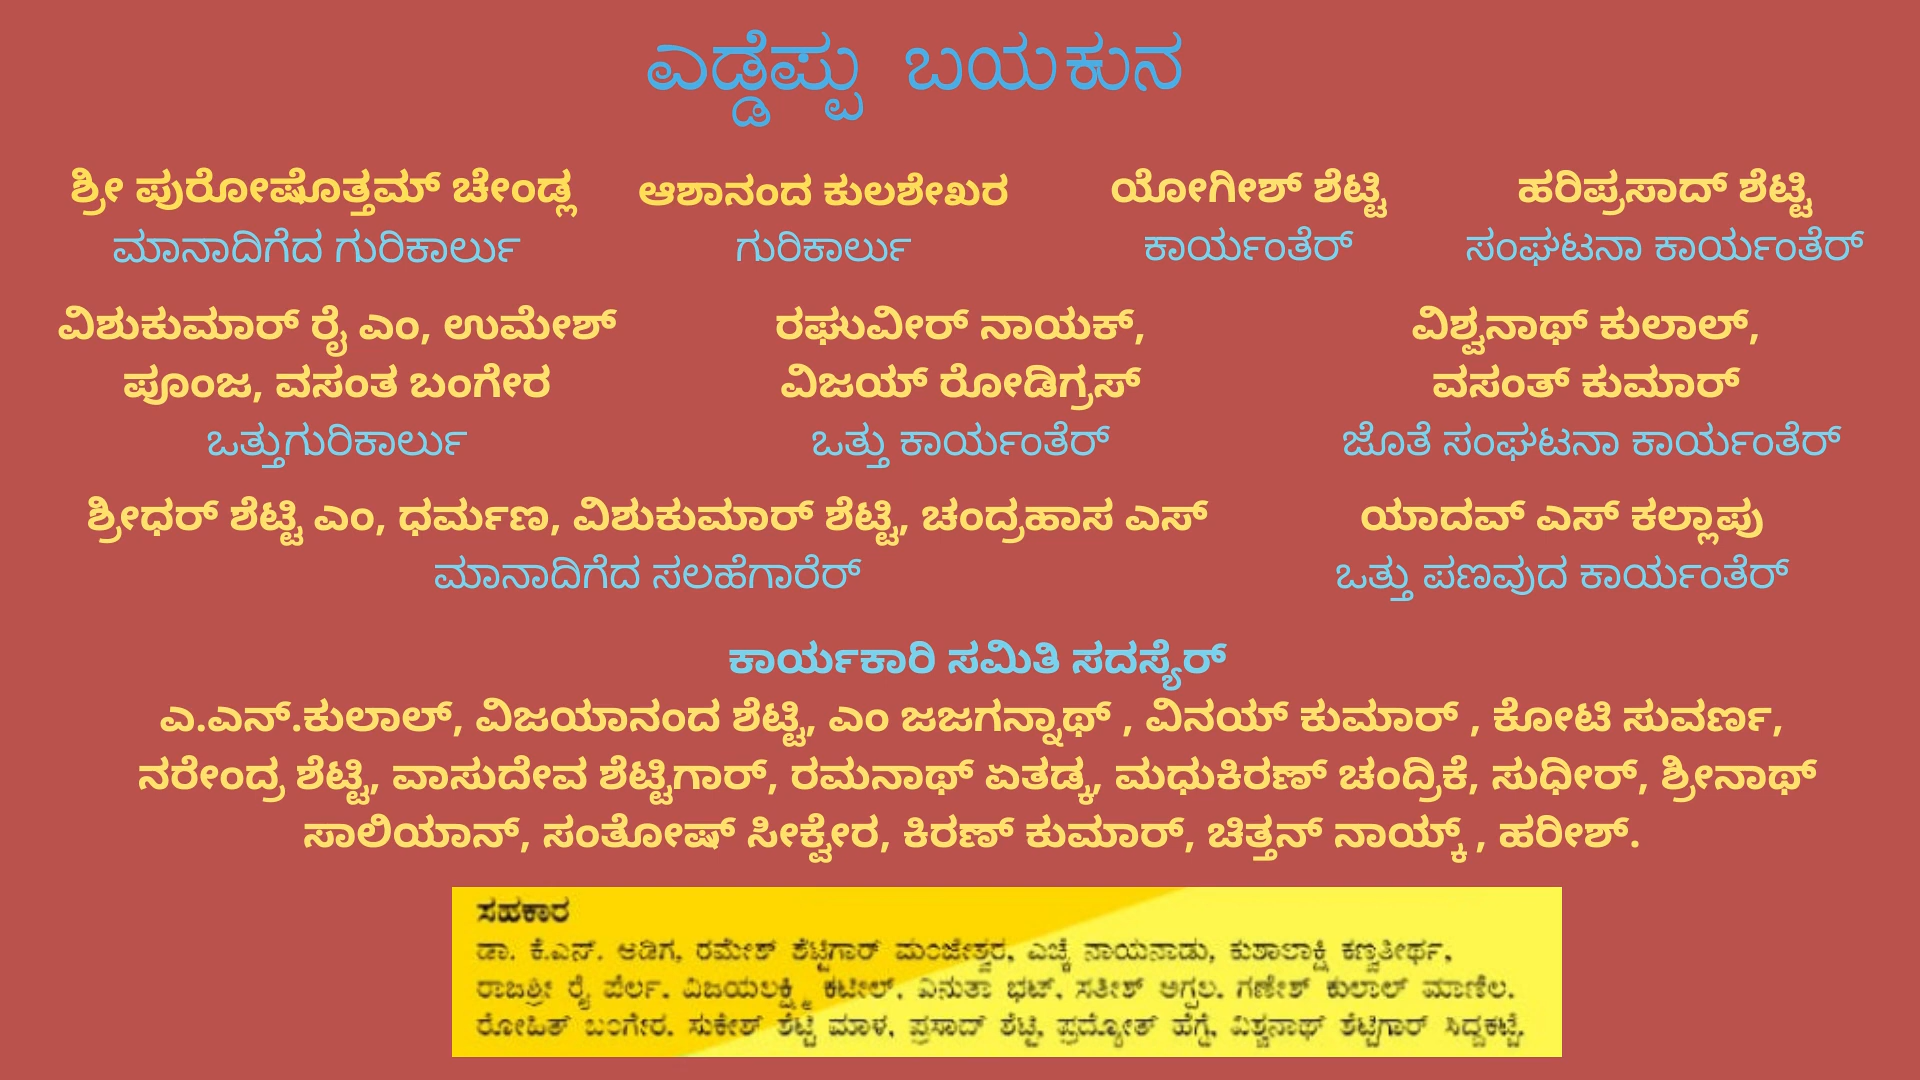 ಎಡ್ಡೆಪ್ಪು ಬಯಕುನ
ಶ್ರೀ ಪುರೋಷೊತ್ತಮ್ ಚೇಂಡ್ಲ
ಮಾನಾದಿಗೆದ ಗುರಿಕಾರ್ಲು
ಆಶಾನಂದ ಕುಲಶೇಖರ
ಗುರಿಕಾರ್ಲು
ಯೋಗೀಶ್ ಶೆಟ್ಟಿ
ಕಾರ್ಯಂತೆರ್
ಹರಿಪ್ರಸಾದ್ ಶೆಟ್ಟಿ
ಸಂಘಟನಾ ಕಾರ್ಯಂತೆರ್
ವಿಶುಕುಮಾರ್ ರೈ ಎಂ, ಉಮೇಶ್
ಪೂಂಜ, ವಸಂತ ಬಂಗೇರ
ಒತ್ತುಗುರಿಕಾರ್ಲು
ರಘುವೀರ್ ನಾಯಕ್,
ವಿಜಯ್ ರೋಡಿಗ್ರಸ್
ಒತ್ತು ಕಾರ್ಯಂತೆರ್
ವಿಶ್ವನಾಥ್ ಕುಲಾಲ್,
ವಸಂತ್ ಕುಮಾರ್
ಜೊತೆ ಸಂಘಟನಾ ಕಾರ್ಯಂತೆರ್
ಶ್ರೀಧರ್ ಶೆಟ್ಟಿ ಎಂ, ಧರ್ಮಣ, ವಿಶುಕುಮಾರ್ ಶೆಟ್ಟಿ, ಚಂದ್ರಹಾಸ ಎಸ್
ಮಾನಾದಿಗೆದ ಸಲಹೆಗಾರೆರ್
ಯಾದವ್ ಎಸ್ ಕಲ್ಲಾಪು
ಒತ್ತು ಪಣವುದ ಕಾರ್ಯಂತೆರ್
ಕಾರ್ಯಕಾರಿ ಸಮಿತಿ ಸದಸ್ಯೆರ್
ಎ.ಎನ್.ಕುಲಾಲ್, ವಿಜಯಾನಂದ ಶೆಟ್ಟಿ, ಎಂ ಜಜಗನ್ನಾಥ್ , ವಿನಯ್ ಕುಮಾರ್ , ಕೋಟಿ ಸುವರ್ಣ,
ನರೇಂದ್ರ ಶೆಟ್ಟಿ, ವಾಸುದೇವ ಶೆಟ್ಟಿಗಾರ್, ರಮನಾಥ್ ಏತಡ್ಕ, ಮಧುಕಿರಣ್ ಚಂದ್ರಿಕೆ, ಸುಧೀರ್, ಶ್ರೀನಾಥ್
ಸಾಲಿಯಾನ್, ಸಂತೋಷ್ ಸೀಕ್ವೇರ, ಕಿರಣ್ ಕುಮಾರ್, ಚಿತ್ತನ್ ನಾಯ್ಕ್ , ಹರೀಶ್.
ಸಹಕಾರ
ಡಾ. ಕೆ.ಎನ್. ಅಡಿಗ, ರಮೇಶ್ ಶೆಟ್ಟಿಗಾರ್ ಮಂಜೇಶ್ವರ, ಎಚ್ಕೆ ನಾಯನಾಡು, ಕುಶಾಲಾಕ್ಷಿ ಕಣ್ವತೀರ್ಥ,
ರಾಜಶ್ರೀ ರೈ ಪೆರ್ಲ, ವಿಜಯಲಕ್ಷ್ಮಿ ಕಟೀಲ್, ವಿನುತಾ ಭಟ್, ಸತೀಶ್ ಅಗ್ಪಲ, ಗಣೇಶ್ ಕುಲಾಲ್ ಮಾಣಿಲ,
ರೋಹಿತ್ ಬಂಗೇರ, ಸುಕೇಶ್ ಶೆಟ್ಟಿ ಮಾಳ, ಪ್ರಸಾದ್ ಶೆಟ್ಟಿ, ಪ್ರದ್ಯೋತ್ ಹೆಗ್ಡೆ, ವಿಶ್ವನಾಥ್ ಶೆಟ್ಟಿಗಾರ್ ಸಿದ್ದಕಟ್ಟೆ.